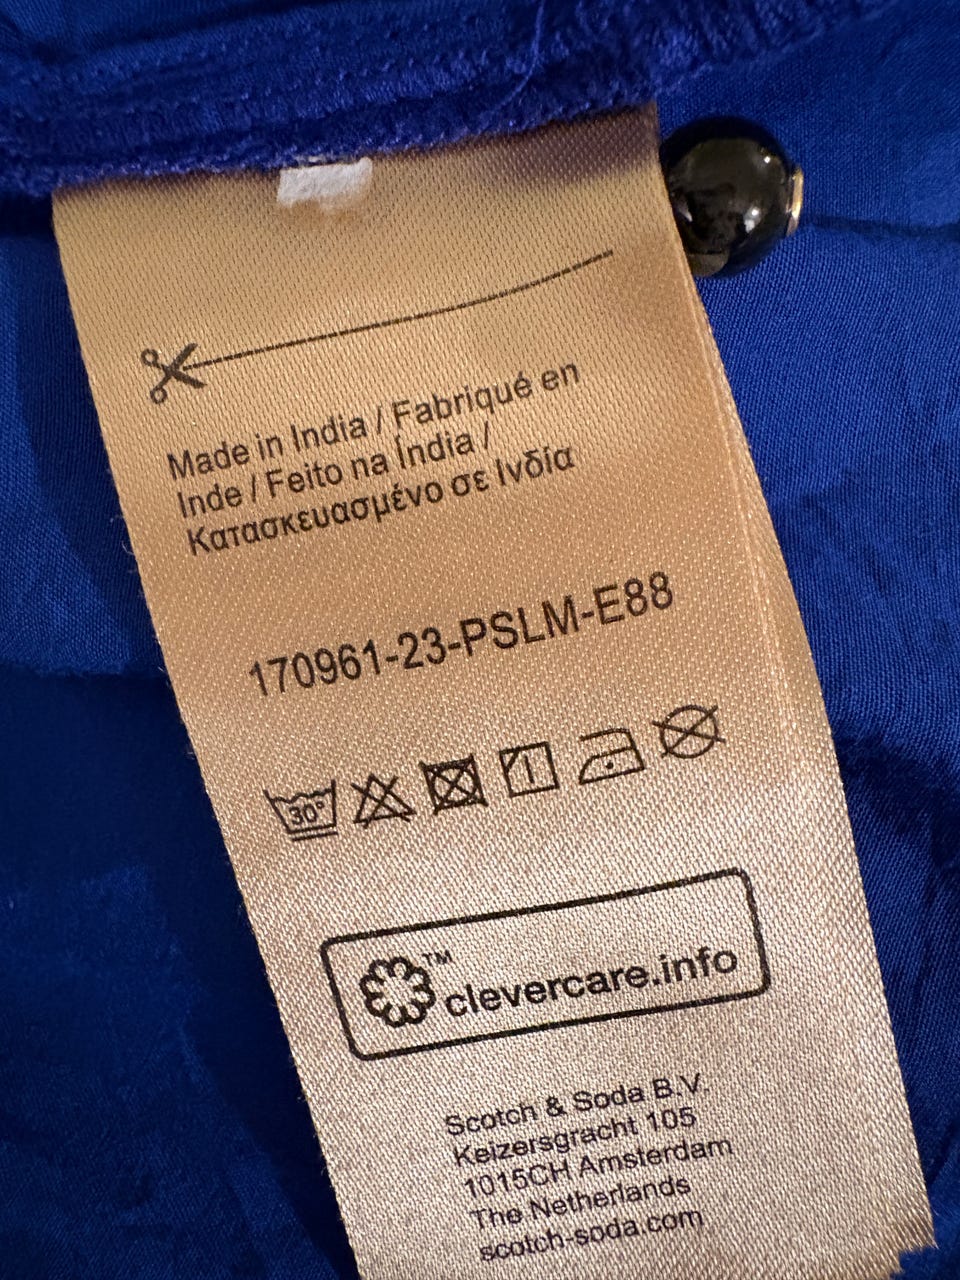 Made in India / Fabriqué en
Inde / Feito na Índia /
Κατασκευασμένο σε Ινδία
170961-23-PSLM-E88
30°
clevercare.info
TM
Scotch & Soda B.V.
Keizersgracht 105
1015CH Amsterdam
The Netherlands
scotch-soda.com